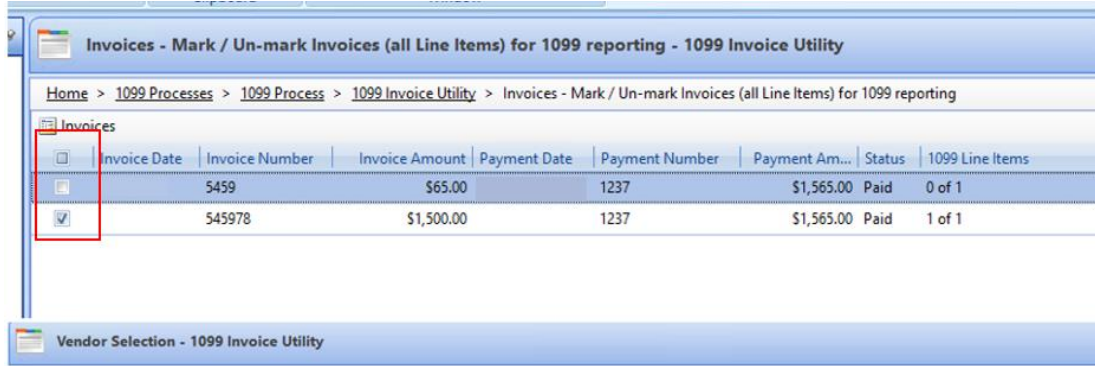 Invoices - Mark / Un-mark Invoices (all Line Items) for 1099 reporting - 1099 Invoice Utility
Home > 1099 Processes > 1099 Process > 1099 Invoice Utility > Invoices - Mark / Un-mark Invoices (all Line Items) for 1099 reporting
Invoices
Invoice Date Invoice Number Invoice Amount Payment Date Payment Number Payment Am... Status 1099 Line Items
5459 $65.00 1237 $1,565.00 Paid 0 of 1
545978 $1,500.00 1237 $1,565.00 Paid 1 of 1
Vendor Selection - 1099 Invoice Utility